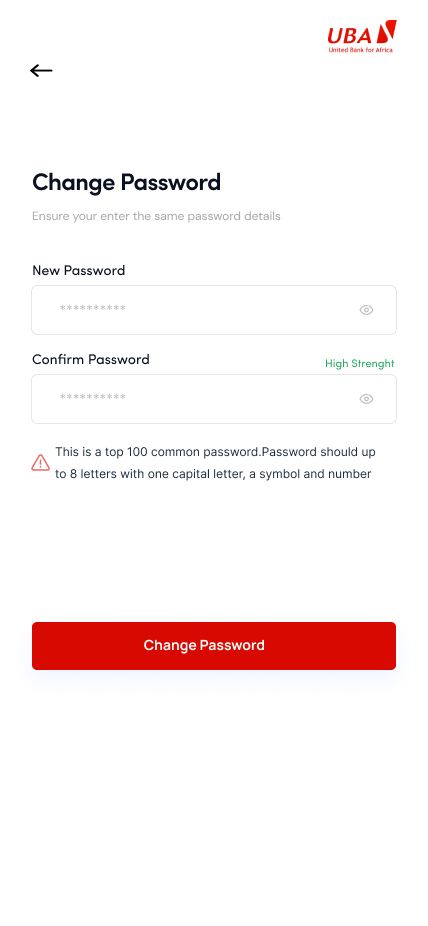 UBA
United Bank for Africa
Change Password
Ensure your enter the same password details
New Password
**********
Confirm Password
High Strenght
**********
This is a top 100 common password.Password should up
to 8 letters with one capital letter, a symbol and number
Change Password